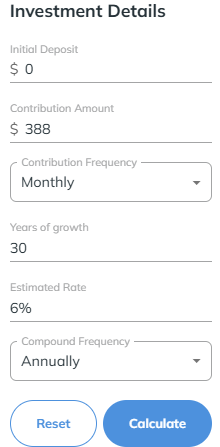 Investment Details
Initial Deposit
$ 0
Contribution Amount
$ 388
Contribution Frequency
Monthly
Years of growth
30
Estimated Rate
6%
Compound Frequency
Annually
Reset Calculate